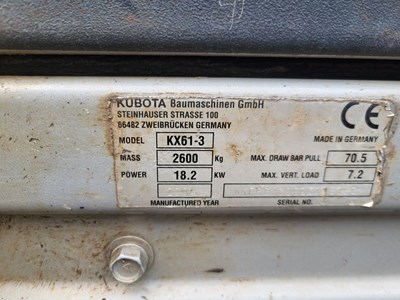 KUBOTA Baumaschinen GmbH
STEINHAUSER STRASSE 100
66482 ZWEIBRÜCKEN GERMANY
CE
MODEL KX61-3 MADE IN GERMANY
MASS 2600 Kg MAX. DRAW BAR PULL 70.5
POWER 18.2 KW MAX. VERT. LOAD 7.2
MANUFACTURED YEAR SERIAL NO.